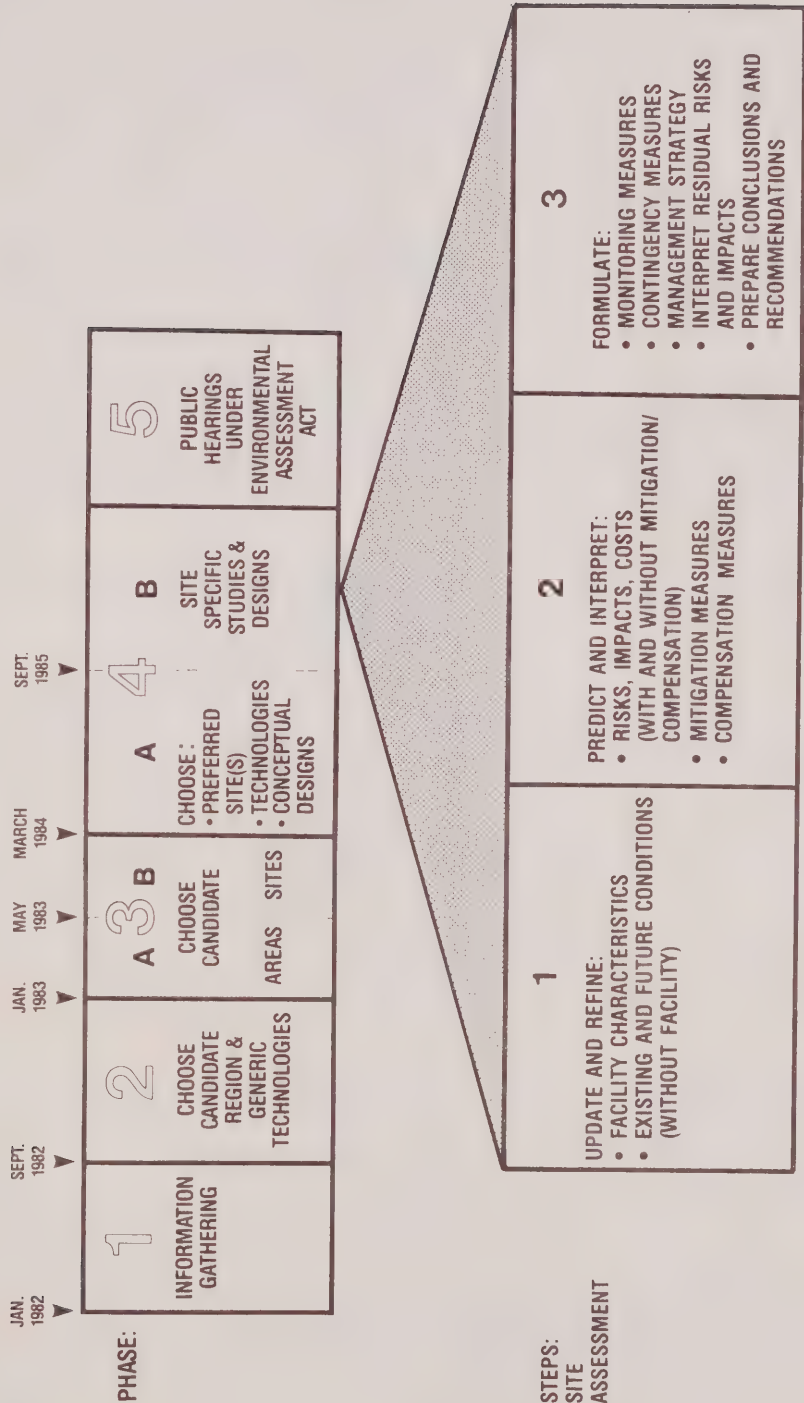 JAN.
1982
SEPT.
1982
JAN.
1983
MAY
1983
MARCH
1984
SEPT.
1985
PHASE:
1
INFORMATION
GATHERING
2
CHOOSE
CANDIDATE
REGION &
GENERIC
TECHNOLOGIES
A 3 B
CHOOSE
CANDIDATE
AREAS SITES
A 4 B
CHOOSE:
• PREFERRED
SITE(S)
• TECHNOLOGIES
• CONCEPTUAL
DESIGNS
SITE
SPECIFIC
STUDIES &
DESIGNS
5
PUBLIC
HEARINGS
UNDER
ENVIRONMENTAL
ASSESSMENT
ACT
STEPS:
SITE
ASSESSMENT
1
UPDATE AND REFINE:
• FACILITY CHARACTERISTICS
• EXISTING AND FUTURE CONDITIONS
(WITHOUT FACILITY)
2
PREDICT AND INTERPRET:
• RISKS, IMPACTS, COSTS
(WITH AND WITHOUT MITIGATION/
COMPENSATION)
• MITIGATION MEASURES
• COMPENSATION MEASURES
3
FORMULATE:
• MONITORING MEASURES
• CONTINGENCY MEASURES
• MANAGEMENT STRATEGY
• INTERPRET RESIDUAL RISKS
AND IMPACTS
• PREPARE CONCLUSIONS AND
RECOMMENDATIONS